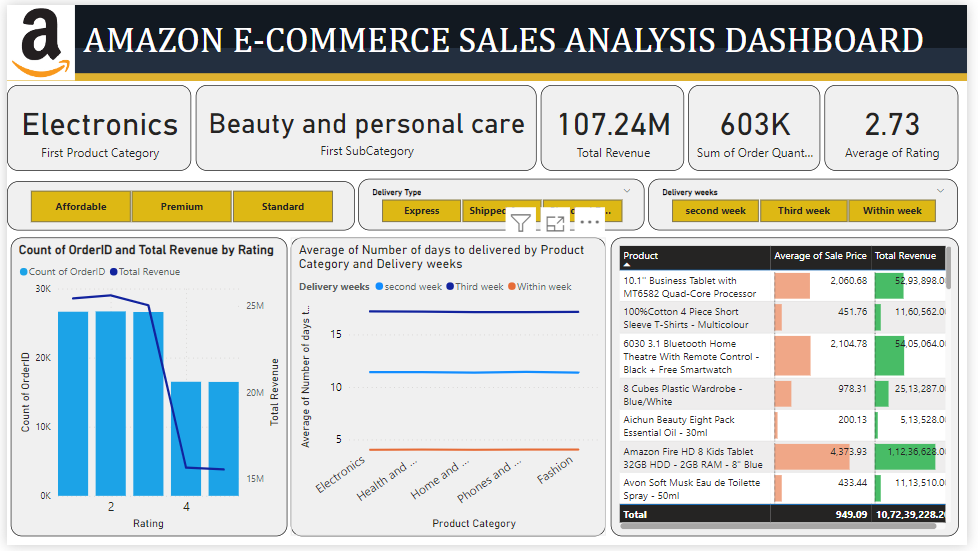 a
AMAZON E-COMMERCE SALES ANALYSIS DASHBOARD
Electronics
First Product Category
Beauty and personal care
First SubCategory
107.24M
Total Revenue
603K
Sum of Order Quant...
2.73
Average of Rating
Affordable
Premium
Standard
Delivery Type
Express
Shipped
Delivery weeks
second week
Third week
Within week
Count of OrderID and Total Revenue by Rating
Count of OrderID Total Revenue
30K
20K
10K
0K
Count of OrderID
25M
20M
15M
Total Revenue
2
4
Rating
Average of Number of days to delivered by Product
Category and Delivery weeks
Delivery weeks second week Third week Within week
Average of Number of days t...
15
10
5
Electronics
Health and ...
Home and ...
Phones and ...
Fashion
Product Category
Product Average of Sale Price Total Revenue
10.1'' Business Tablet with
MT6582 Quad-Core Processor
2,060.68 52,93,898.0
100%Cotton 4 Piece Short
Sleeve T-Shirts - Multicolour
451.76 11,60,562.0
6030 3.1 Bluetooth Home
Theatre With Remote Control -
Black + Free Smartwatch
2,104.78 54,05,064.0
8 Cubes Plastic Wardrobe -
Blue/White
978.31 25,13,287.0
Aichun Beauty Eight Pack
Essential Oil - 30ml
200.13 5,13,528.0
Amazon Fire HD 8 Kids Tablet
32GB HDD - 2GB RAM - 8" Blue
4,373.93 1,12,36,628.0
Avon Soft Musk Eau de Toilette
Spray - 50ml
433.44 11,13,510.0
Total 949.09 10,72,39,228.2